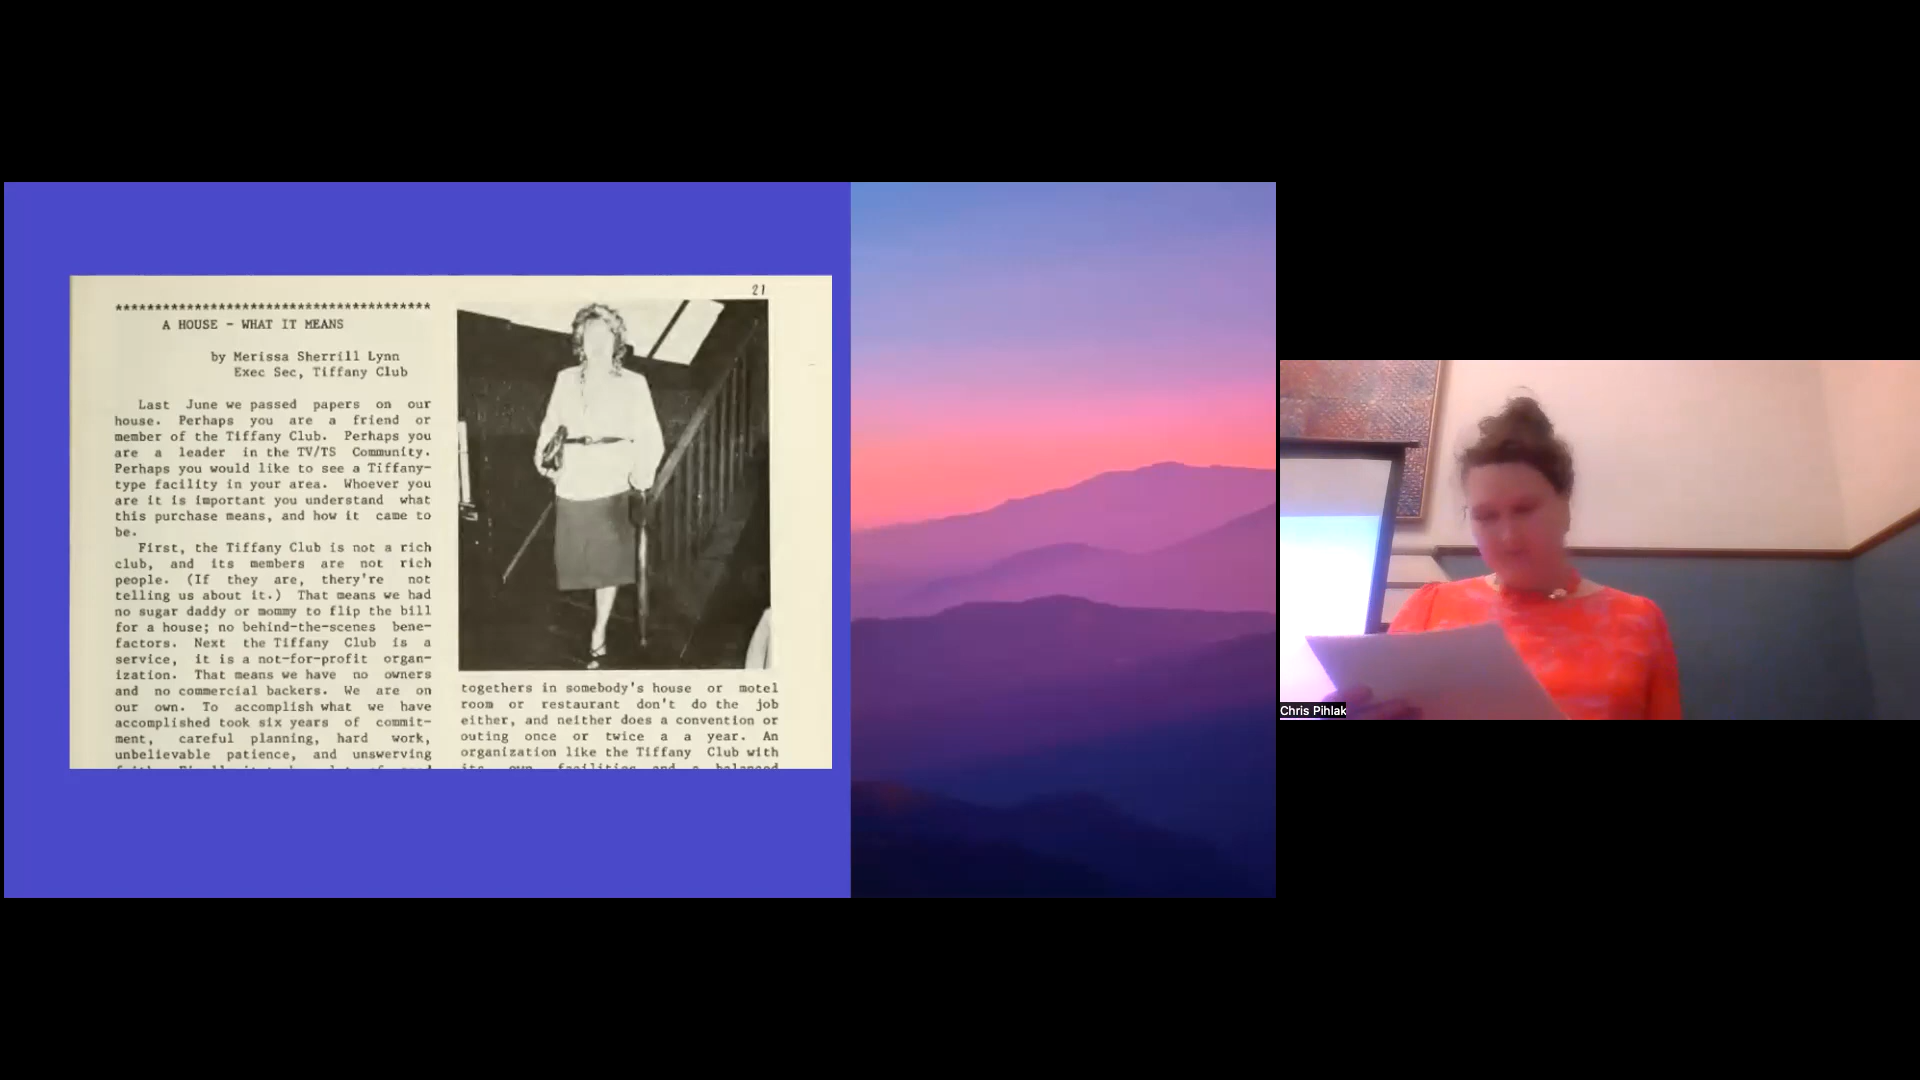 21
****************************************
A HOUSE - WHAT IT MEANS
by Merissa Sherrill Lynn
Exec Sec, Tiffany Club
Last June we passed papers on our
house. Perhaps you are a friend or
member of the Tiffany Club. Perhaps you
are a leader in the TV/TS Community.
Perhaps you would like to see a Tiffany-
type facility in your area. Whoever you
are it is important you understand what
this purchase means, and how it came to
be.
First, the Tiffany Club is not a rich
club, and its members are not rich
people. (If they are, thery're not
telling us about it.) That means we had
no sugar daddy or mommy to flip the bill
for a house; no behind-the-scenes bene-
factors. Next the Tiffany Club is a
service, it is a not-for-profit organ-
ization. That means we have no owners
and no commercial backers. We are on
our own. To accomplish what we have
accomplished took six years of commit-
ment, careful planning, hard work,
unbelievable patience, and unswerving
togethers in somebody's house or motel
room or restaurant don't do the job
either, and neither does a convention or
outing once or twice a a year. An
organization like the Tiffany Club with
its own facilities and a balanced
Chris Pihlak